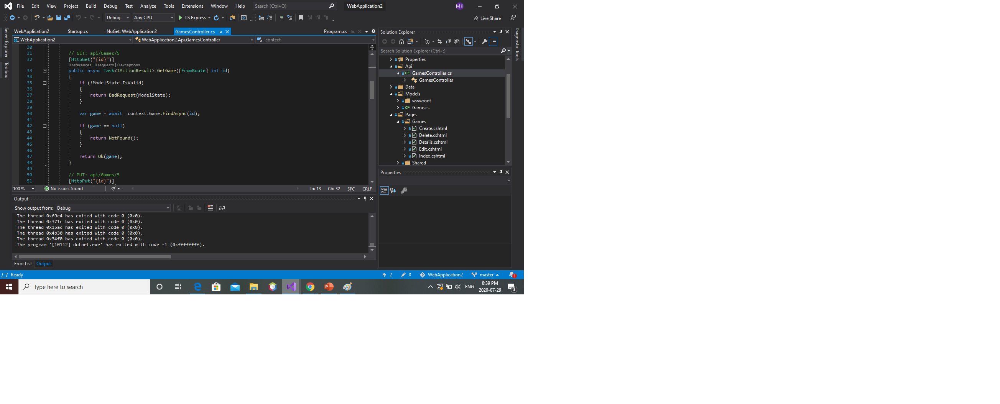 File Edit View Project Build Debug Test Analyze Tools Extensions Window Help Search (Ctrl+Q) WebApplication2 MK
Debug Any CPU IIS Express Live Share
Server Explorer
Toolbox
WebApplication2 Startup.cs NuGet: WebApplication2 GamesController.cs Program.cs
WebApplication2 WebApplication2.Api.GamesController _context
30
31 // GET: api/Games/5
32 [HttpGet("{id}")]
0 references | 0 requests | 0 exceptions
33 public async Task<IActionResult> GetGame([FromRoute] int id)
34 {
35 if (!ModelState.IsValid)
36 {
37 return BadRequest(ModelState);
38 }
39
40 var game = await _context.Game.FindAsync(id);
41
42 if (game == null)
43 {
44 return NotFound();
45 }
46
47 return Ok(game);
48 }
49
50 // PUT: api/Games/5
51 [HttpPut("{id}")]
100 % No issues found Ln: 13 Ch: 32 SPC CRLF
Output
Show output from: Debug
The thread 0x69e4 has exited with code 0 (0x0).
The thread 0x371c has exited with code 0 (0x0).
The thread 0x15ac has exited with code 0 (0x0).
The thread 0x4b30 has exited with code 0 (0x0).
The thread 0x34f0 has exited with code 0 (0x0).
The program '[10112] dotnet.exe' has exited with code -1 (0xffffffff).
Error List Output
Solution Explorer
Search Solution Explorer (Ctrl+;)
Properties
Api
C# GamesController.cs
GamesController
Data
Models
wwwroot
C# Game.cs
Pages
Games
Create.cshtml
Delete.cshtml
Details.cshtml
Edit.cshtml
Index.cshtml
Shared
Properties
Diagnostic Tools
Ready 2 0 WebApplication2 master 1
Type here to search ENG 8:39 PM
2020-07-29 3